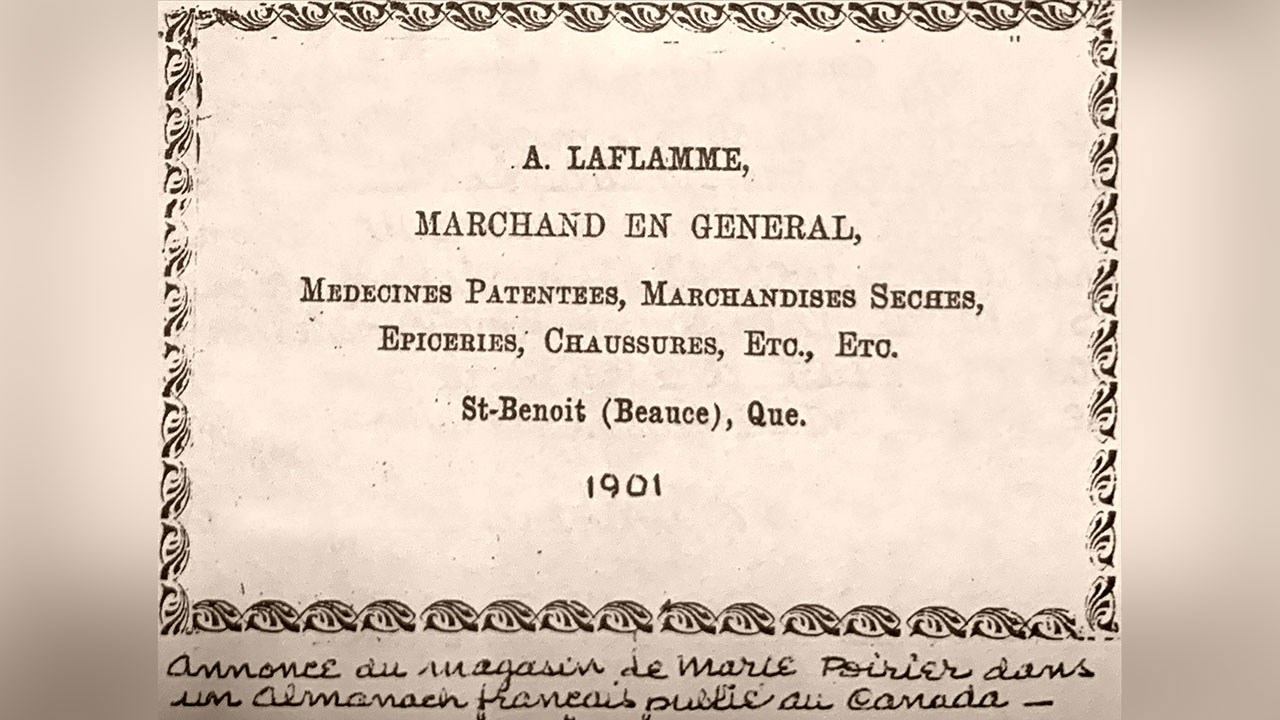 A. LAFLAMME,
MARCHAND EN GENERAL,
MEDECINES PATENTEES, MARCHANDISES SECHES,
EPICERIES, CHAUSSURES, ETC., ETC.
St-Benoit (Beauce), Que.
1901
Annonce du magasin de Marie Poirier dans
un Almanach francais publié au Canada —